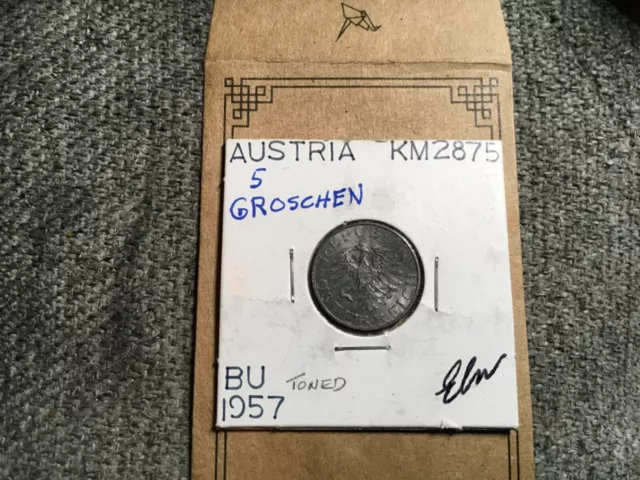 AUSTRIA KM2875
5
GROSCHEN
BU TONED
1957